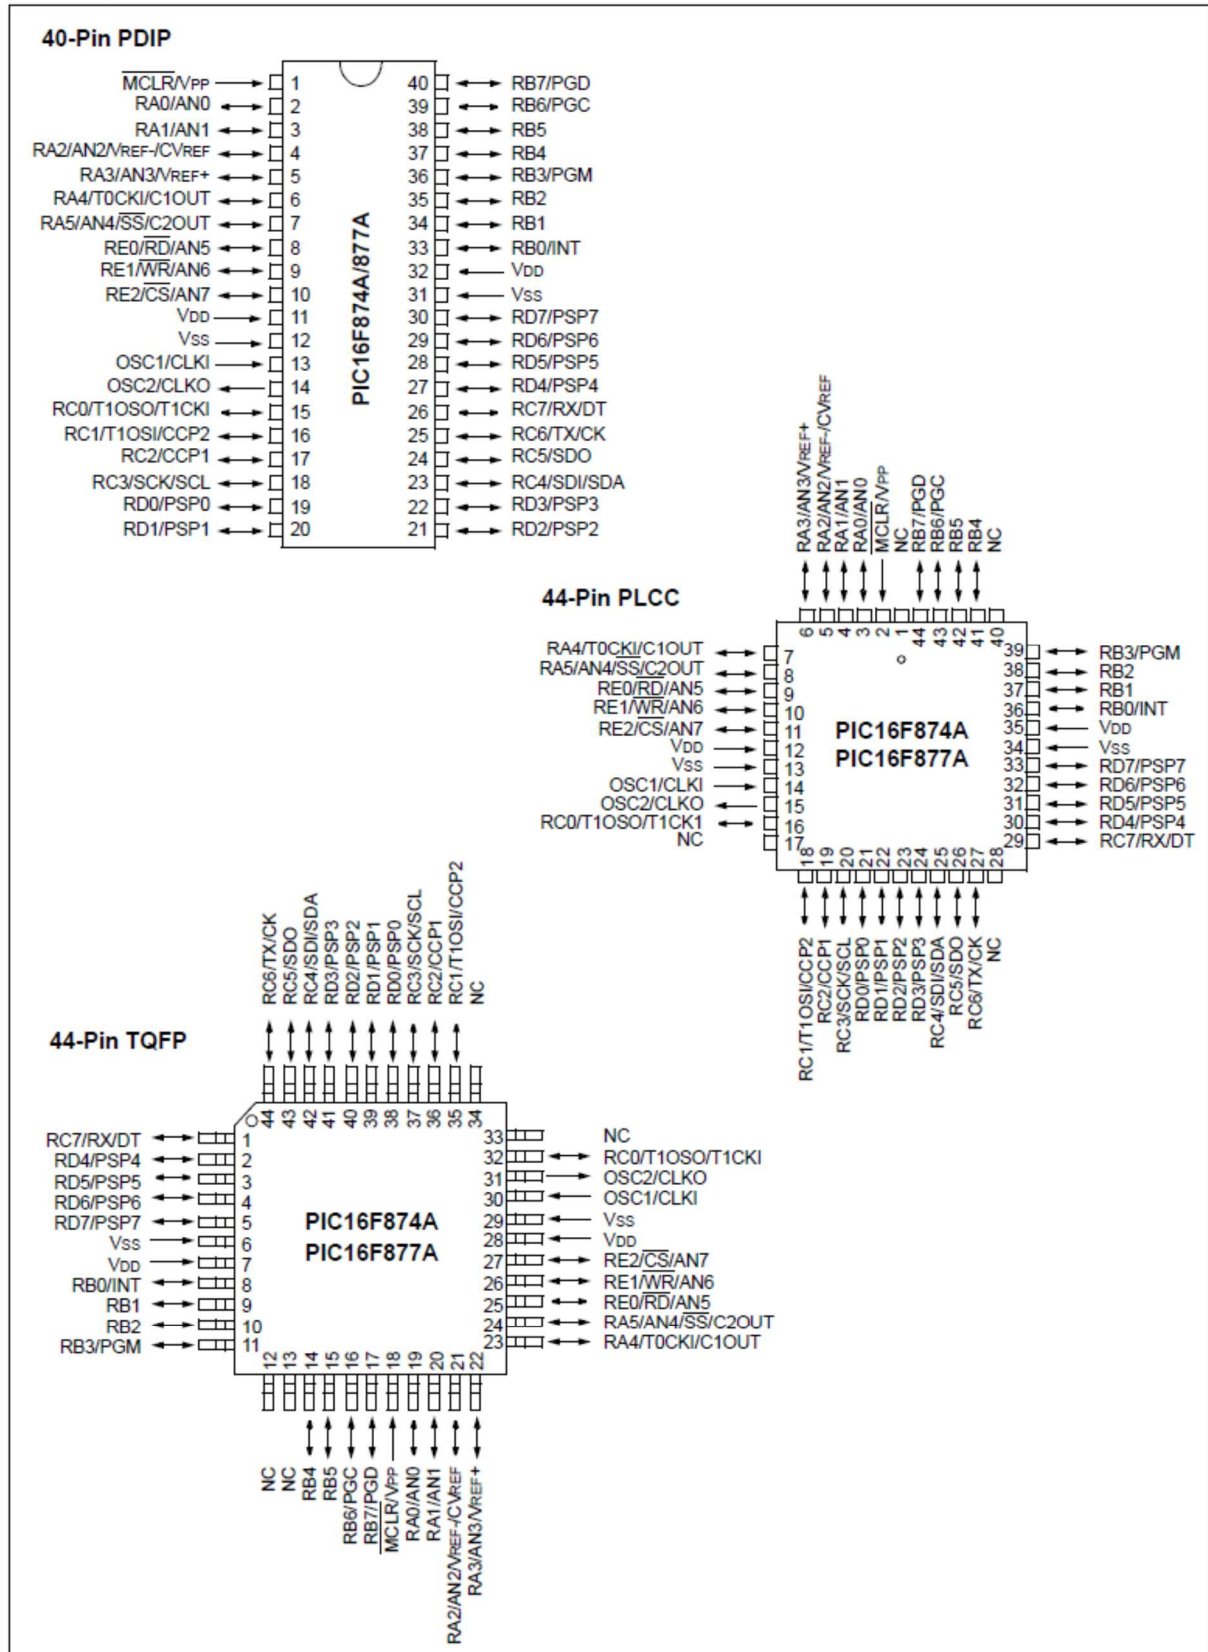 40-Pin PDIP
MCLR/VPP 1 40 RB7/PGD
RA0/AN0 2 39 RB6/PGC
RA1/AN1 3 38 RB5
RA2/AN2/VREF-/CVREF 4 37 RB4
RA3/AN3/VREF+ 5 36 RB3/PGM
RA4/T0CKI/C1OUT 6 35 RB2
RA5/AN4/SS/C2OUT 7 34 RB1
RE0/RD/AN5 8 33 RB0/INT
RE1/WR/AN6 9 32 VDD
RE2/CS/AN7 10 31 VSS
VDD 11 30 RD7/PSP7
VSS 12 29 RD6/PSP6
OSC1/CLKI 13 28 RD5/PSP5
OSC2/CLKO 14 27 RD4/PSP4
RC0/T1OSO/T1CKI 15 26 RC7/RX/DT
RC1/T1OSI/CCP2 16 25 RC6/TX/CK
RC2/CCP1 17 24 RC5/SDO
RC3/SCK/SCL 18 23 RC4/SDI/SDA
RD0/PSP0 19 22 RD3/PSP3
RD1/PSP1 20 21 RD2/PSP2
PIC16F874A/877A
44-Pin PLCC
RA3/AN3/VREF+
RA2/AN2/VREF-/CVREF
RA1/AN1
RA0/AN0
MCLR/VPP
NC
RB7/PGD
RB6/PGC
RB5
RB4
NC
6 5 4 3 2 1 44 43 42 41 40
RA4/T0CKI/C1OUT 7 39 RB3/PGM
RA5/AN4/SS/C2OUT 8 38 RB2
RE0/RD/AN5 9 37 RB1
RE1/WR/AN6 10 36 RB0/INT
RE2/CS/AN7 11 35 VDD
VDD 12 34 VSS
VSS 13 33 RD7/PSP7
OSC1/CLKI 14 32 RD6/PSP6
OSC2/CLKO 15 31 RD5/PSP5
RC0/T1OSO/T1CK1 16 30 RD4/PSP4
NC 17 29 RC7/RX/DT
PIC16F874A
PIC16F877A
18 19 20 21 22 23 24 25 26 27 28
RC1/T1OSI/CCP2
RC2/CCP1
RC3/SCK/SCL
RD0/PSP0
RD1/PSP1
RD2/PSP2
RD3/PSP3
RC4/SDI/SDA
RC5/SDO
RC6/TX/CK
NC
44-Pin TQFP
RC6/TX/CK
RC5/SDO
RC4/SDI/SDA
RD3/PSP3
RD2/PSP2
RD1/PSP1
RD0/PSP0
RC3/SCK/SCL
RC2/CCP1
RC1/T1OSI/CCP2
NC
44 43 42 41 40 39 38 37 36 35 34
RC7/RX/DT 1 33 NC
RD4/PSP4 2 32 RC0/T1OSO/T1CKI
RD5/PSP5 3 31 OSC2/CLKO
RD6/PSP6 4 30 OSC1/CLKI
RD7/PSP7 5 29 VSS
VSS 6 28 VDD
VDD 7 27 RE2/CS/AN7
RB0/INT 8 26 RE1/WR/AN6
RB1 9 25 RE0/RD/AN5
RB2 10 24 RA5/AN4/SS/C2OUT
RB3/PGM 11 23 RA4/T0CKI/C1OUT
PIC16F874A
PIC16F877A
12 13 14 15 16 17 18 19 20 21 22
NC
NC
RB4
RB5
RB6/PGC
RB7/PGD
MCLR/VPP
RA0/AN0
RA1/AN1
RA2/AN2/VREF-/CVREF
RA3/AN3/VREF+